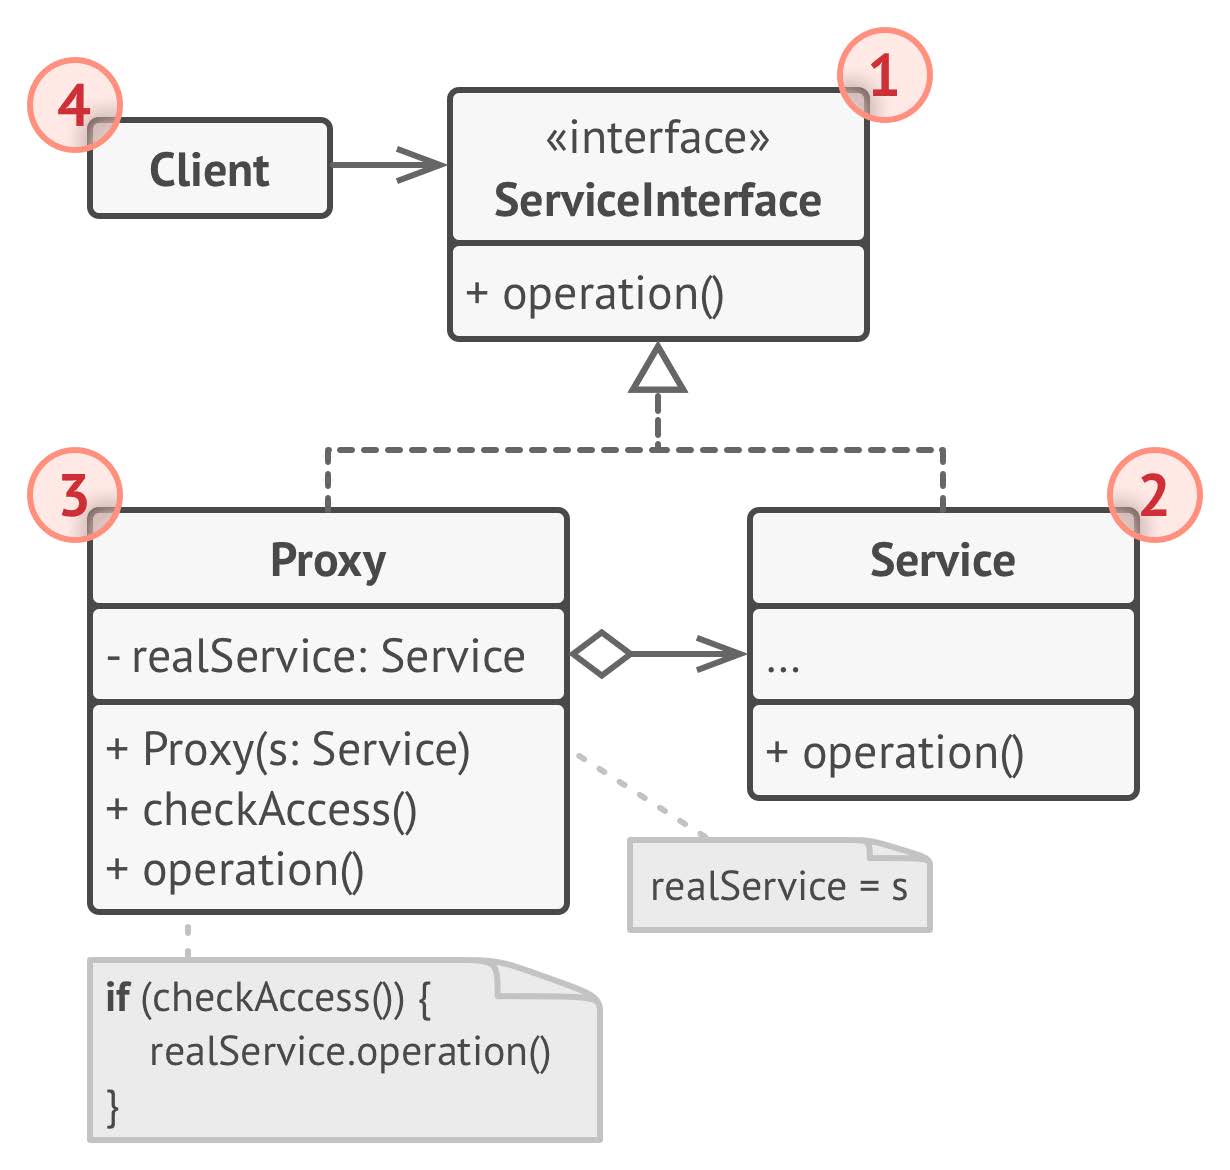 1
4
«interface»
ServiceInterface
Client
+ operation()
3
2
Proxy
Service
- realService: Service
...
+ Proxy(s: Service)
+ checkAccess()
+ operation()
+ operation()
realService = s
if (checkAccess()) {
realService.operation()
}